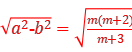 √a²-b² = √m(m+2)/m+3